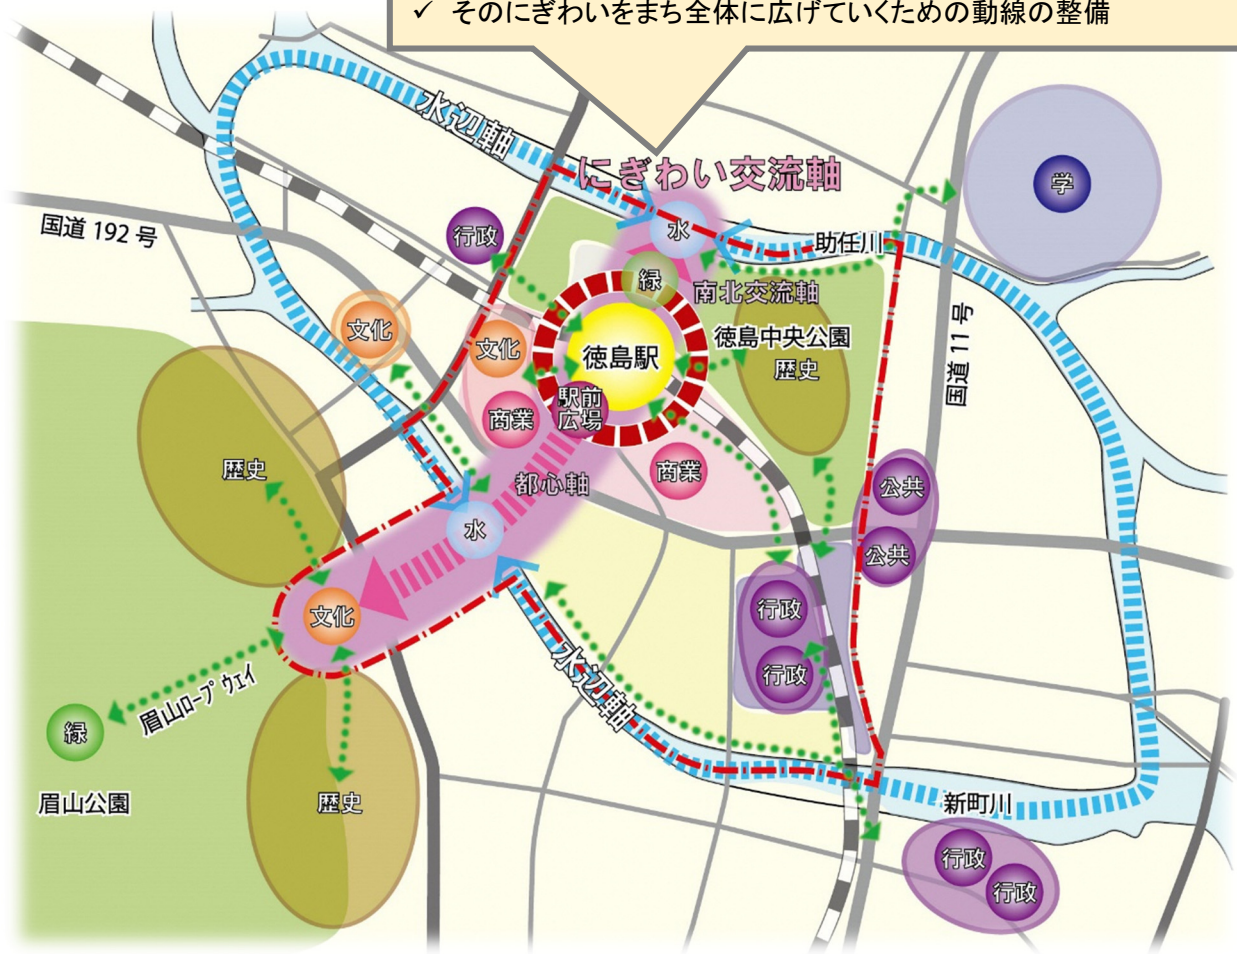 ✓ そのにぎわいをまち全体に広げていくための動線の整備
水辺軸
にぎわい交流軸
学
国道 192 号
行政
水
助任川
緑
南北交流軸
文化
文化
徳島駅
徳島中央公園
歴史
国道 11 号
駅前
広場
商業
歴史
都心軸
商業
公共
水
公共
文化
行政
水辺軸
行政
眉山ロープウェイ
緑
眉山公園
歴史
新町川
行政
行政